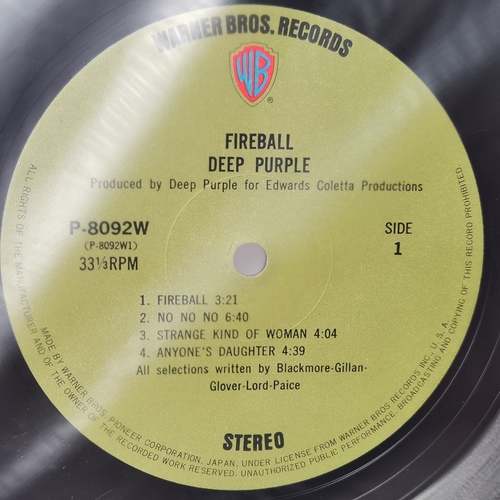 WARNER BROS. RECORDS
WB
®
FIREBALL
DEEP PURPLE
Produced by Deep Purple for Edwards Coletta Productions
P-8092W
(P-8092W1)
33⅓RPM
SIDE
1
1. FIREBALL 3:21
2. NO NO NO 6:40
3. STRANGE KIND OF WOMAN 4:04
4. ANYONE'S DAUGHTER 4:39
All selections written by Blackmore-Gillan-
Glover-Lord-Paice
STEREO
MADE BY WARNER BROS. PIONEER CORPORATION, JAPAN, UNDER LICENSE FROM WARNER BROS RECORDS INC., U. S. A.
ALL RIGHTS OF THE MANUFACTURER AND OF THE OWNER OF THE RECORDED WORK RESERVED. UNAUTHORIZED PUBLIC PERFORMANCE, BROADCASTING AND COPYING OF THIS RECORD PROHIBITED.